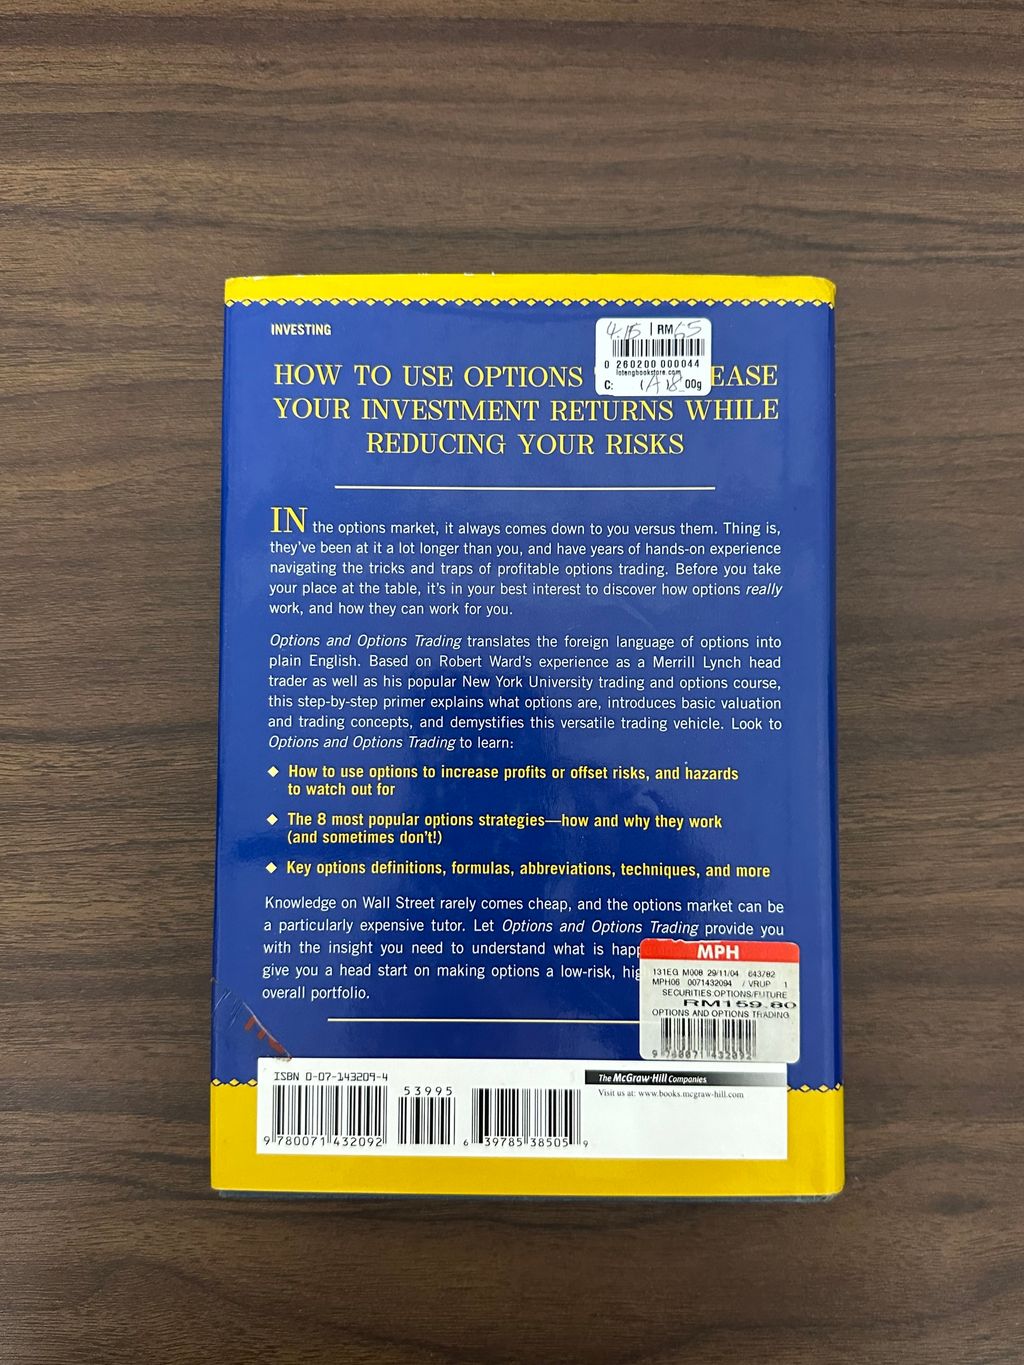 INVESTING
4.15 | RM 55
0 260200 000044
lotengbookstore.com
C: 1A18.00g
HOW TO USE OPTIONS EASE
YOUR INVESTMENT RETURNS WHILE
REDUCING YOUR RISKS
IN the options market, it always comes down to you versus them. Thing is,
they've been at it a lot longer than you, and have years of hands-on experience
navigating the tricks and traps of profitable options trading. Before you take
your place at the table, it's in your best interest to discover how options really
work, and how they can work for you.
Options and Options Trading translates the foreign language of options into
plain English. Based on Robert Ward's experience as a Merrill Lynch head
trader as well as his popular New York University trading and options course,
this step-by-step primer explains what options are, introduces basic valuation
and trading concepts, and demystifies this versatile trading vehicle. Look to
Options and Options Trading to learn:
◆ How to use options to increase profits or offset risks, and hazards
to watch out for
◆ The 8 most popular options strategies—how and why they work
(and sometimes don't!)
◆ Key options definitions, formulas, abbreviations, techniques, and more
Knowledge on Wall Street rarely comes cheap, and the options market can be
a particularly expensive tutor. Let Options and Options Trading provide you
with the insight you need to understand what is
give you a head start on making options a low-risk,
overall portfolio.
MPH
131EG M008 29/11/04 643782
MPH06 0071432094 / VRUP 1
SECURITIES OPTIONS/FUTURE
RM159.80
OPTIONS AND OPTIONS TRADING
9 780071 432092
ISBN 0-07-143209-4
53995
9 780071 432092
6 39785 38505 9
The McGraw-Hill Companies
Visit us at: www.books.mcgraw-hill.com